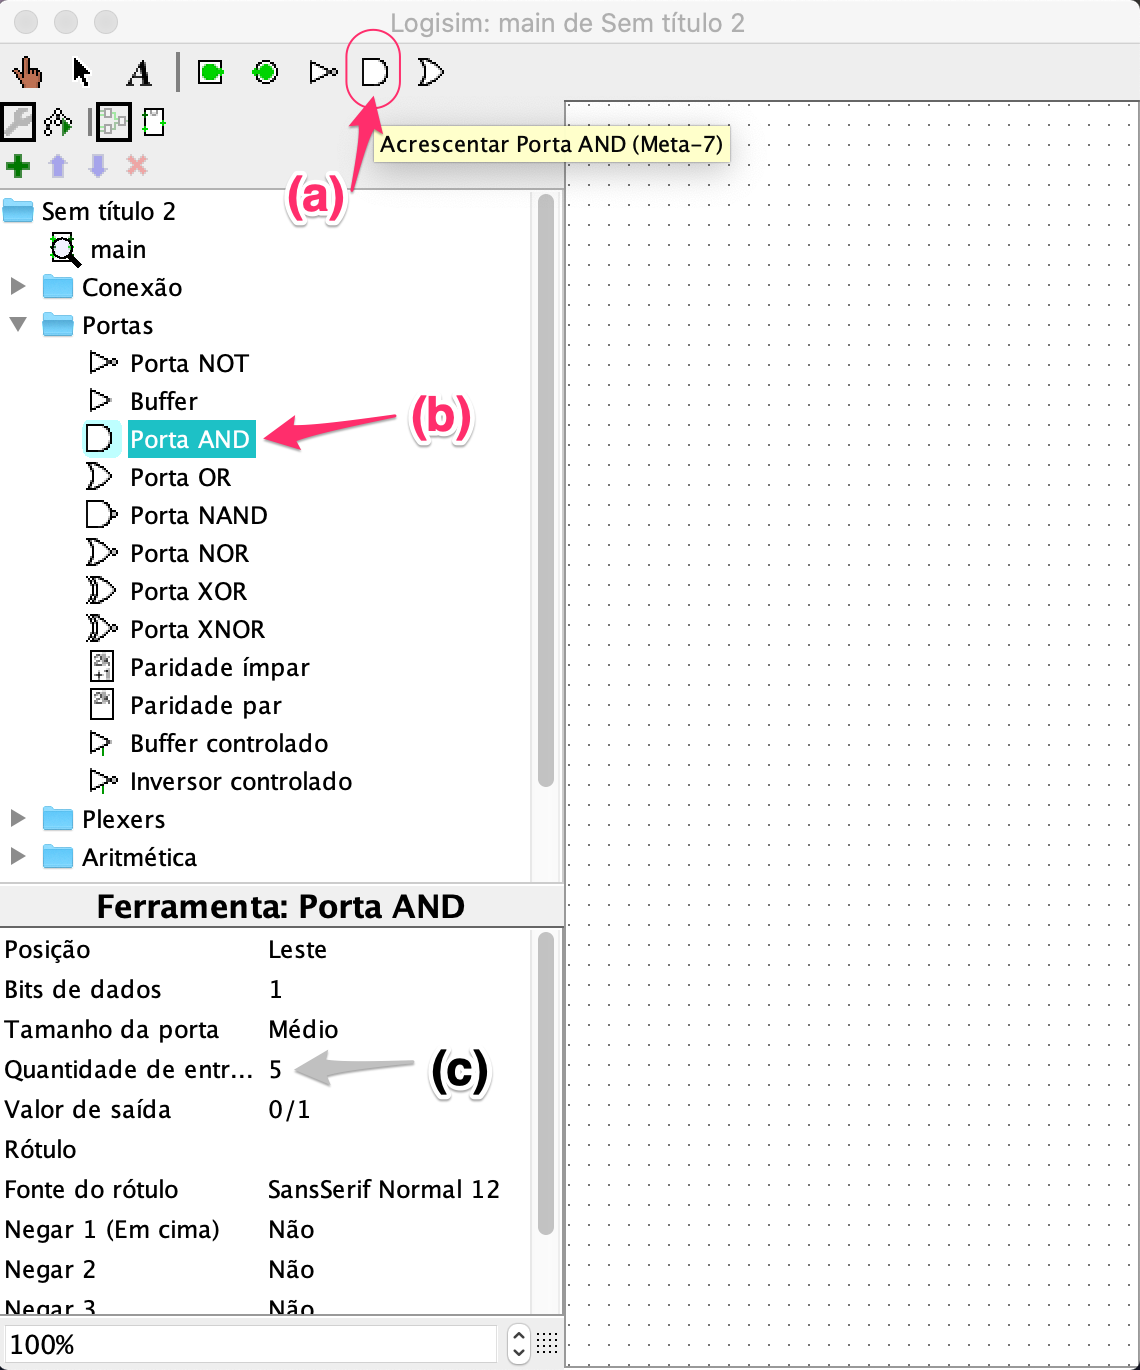 Logisim: main de Sem título 2
A
Acrescentar Porta AND (Meta-7)
(a)
Sem título 2
main
Conexão
Portas
Porta NOT
Buffer
(b)
Porta AND
Porta OR
Porta NAND
Porta NOR
Porta XOR
Porta XNOR
2k
+1
Paridade ímpar
2k
Paridade par
Buffer controlado
Inversor controlado
Plexers
Aritmética
Ferramenta: Porta AND
Posição Leste
Bits de dados 1
Tamanho da porta Médio
Quantidade de entr... 5
(c)
Valor de saída 0/1
Rótulo
Fonte do rótulo SansSerif Normal 12
Negar 1 (Em cima) Não
Negar 2 Não
Negar 3 Não
100%